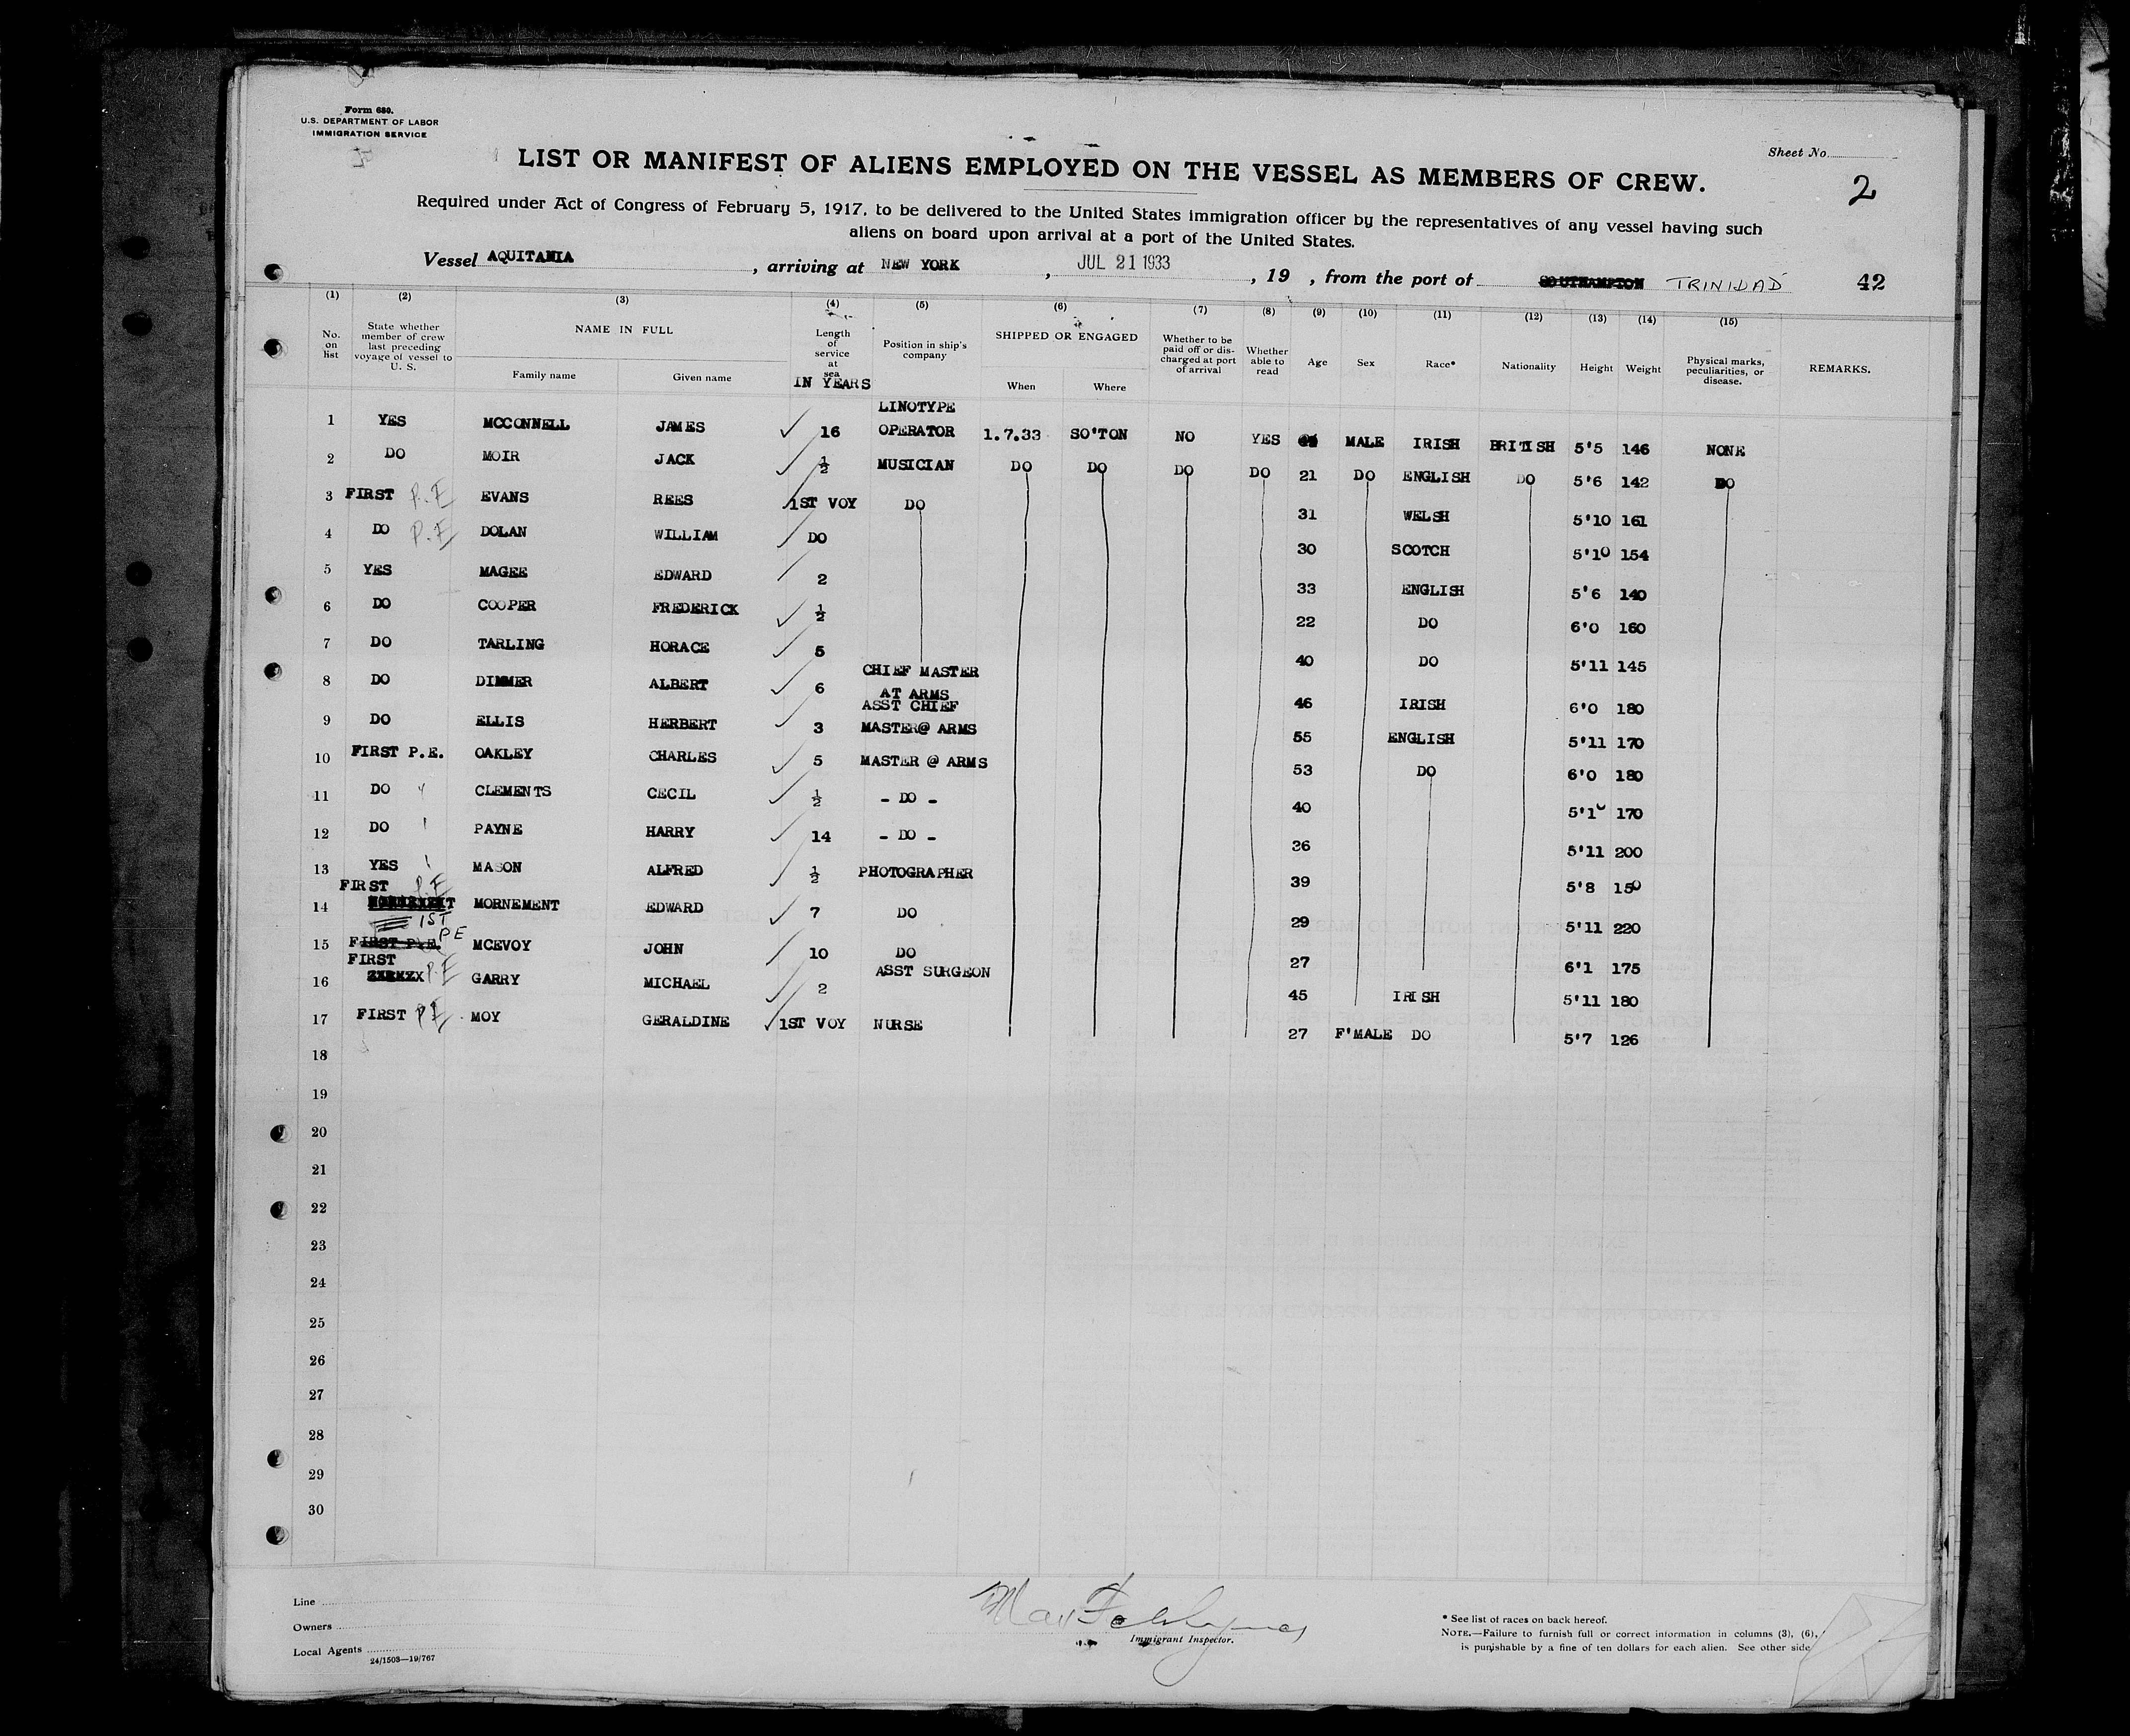 Form 680.
U.S. DEPARTMENT OF LABOR
IMMIGRATION SERVICE
Sheet No.
2
LIST OR MANIFEST OF ALIENS EMPLOYED ON THE VESSEL AS MEMBERS OF CREW.
Required under Act of Congress of February 5, 1917, to be delivered to the United States immigration officer by the representatives of any vessel having such
aliens on board upon arrival at a port of the United States.
Vessel AQUITANIA, arriving at NEW YORK, JUL 21 1933, 19 , from the port of SOUTHAMPTON TRINIDAD 42
(1) (2) (3) (4) (5) (6) (7) (8) (9) (10) (11) (12) (13) (14) (15)
No. on list State whether member of crew last preceding voyage of vessel to U. S. NAME IN FULL Family name Given name Length of service at sea IN YEARS Position in ship's company SHIPPED OR ENGAGED When Where Whether to be paid off or discharged at port of arrival Whether able to read Age Sex Race* Nationality Height Weight Physical marks, peculiarities, or disease. REMARKS.
1 YES MCCONNELL JAMES 16 LINOTYPE OPERATOR 1.7.33 SO'TON NO YES MALE IRISH BRITISH 5'5 146 NONE
2 DO MOIR JACK ½ MUSICIAN DO DO DO DO 21 DO ENGLISH DO 5'6 142 DO
3 FIRST P.E EVANS REES 1ST VOY DO 31 WELSH 5'10 161
4 DO P.E DOLAN WILLIAM DO 30 SCOTCH 5'10 154
5 YES MAGEE EDWARD 2 33 ENGLISH 5'6 140
6 DO COOPER FREDERICK ½ 22 DO 6'0 160
7 DO TARLING HORACE 5 40 DO 5'11 145
8 DO DIMMER ALBERT 6 CHIEF MASTER AT ARMS 46 IRISH 6'0 180
9 DO ELLIS HERBERT 3 ASST CHIEF MASTER@ ARMS 55 ENGLISH 5'11 170
10 FIRST P.E. OAKLEY CHARLES 5 MASTER @ ARMS 53 DO 6'0 180
11 DO CLEMENTS CECIL ½ - DO - 40 5'10 170
12 DO PAYNE HARRY 14 - DO - 26 5'11 200
13 YES MASON ALFRED ½ PHOTOGRAPHER 39 5'8 150
14 FIRST P.E MORNEMENT EDWARD 7 DO 29 5'11 220
15 FIRST P.E. 1ST PE MCEVOY JOHN 10 DO 27 6'1 175
16 FIRST P.E GARRY MICHAEL 2 ASST SURGEON 45 IRISH 5'11 180
17 FIRST P.E. MOY GERALDINE 1ST VOY NURSE 27 F'MALE DO 5'7 126
18
19
20
21
22
23
24
25
26
27
28
29
30
Line
Owners
Local Agents
24/1503—19/767
Immigrant Inspector.
* See list of races on back hereof.
NOTE.—Failure to furnish full or correct information in columns (3), (6),
is punishable by a fine of ten dollars for each alien. See other side